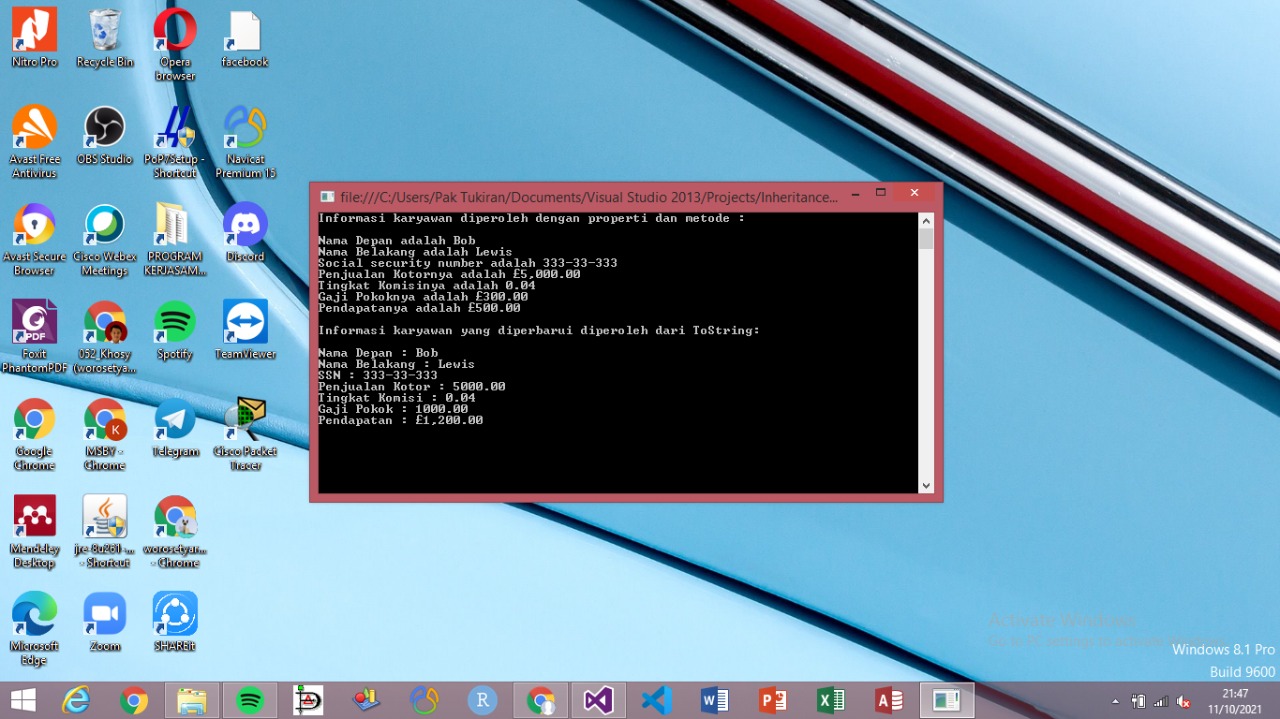 Nitro Pro
Recycle Bin
Opera
browser
facebook
Avast Free
Antivirus
OBS Studio
PoP7Setup -
Shortcut
Navicat
Premium 15
Avast Secure
Browser
Cisco Webex
Meetings
PROGRAM
KERJASAM...
Discord
PDF
Foxit
PhantomPDF
052_Khosy
(worosetya...
Spotify
TeamViewer
Google
Chrome
K
MSBY -
Chrome
Telegram
Cisco Packet
Tracer
Mendeley
Desktop
jre-8u261-...
- Shortcut
worosetyar...
- Chrome
Microsoft
Edge
Zoom
SHAREit
file:///C:/Users/Pak Tukiran/Documents/Visual Studio 2013/Projects/Inheritance...
Informasi karyawan diperoleh dengan properti dan metode :
Nama Depan adalah Bob
Nama Belakang adalah Lewis
Social security number adalah 333-33-333
Penjualan Kotornya adalah £5,000.00
Tingkat Komisinya adalah 0.04
Gaji Pokoknya adalah £300.00
Pendapatanya adalah £500.00
Informasi karyawan yang diperbarui diperoleh dari ToString:
Nama Depan : Bob
Nama Belakang : Lewis
SSN : 333-33-333
Penjualan Kotor : 5000.00
Tingkat Komisi : 0.04
Gaji Pokok : 1000.00
Pendapatan : £1,200.00
Activate Windows
Go to PC settings to activate Windows.
Windows 8.1 Pro
Build 9600
21:47
11/10/2021